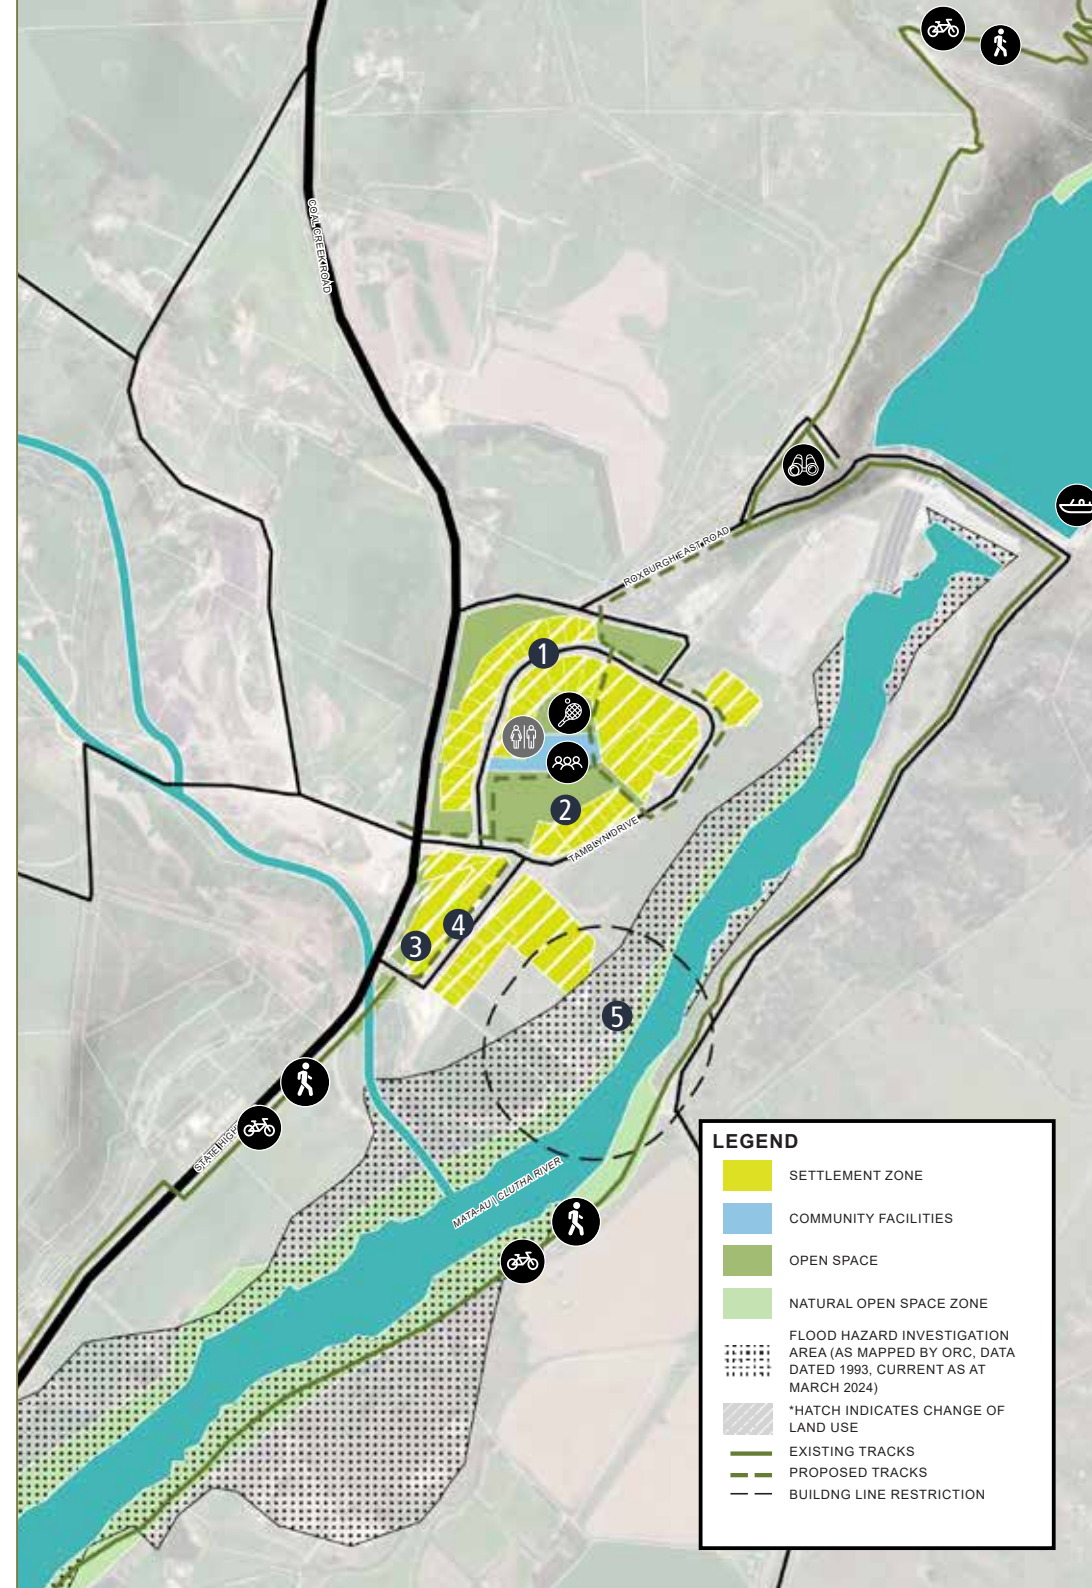 COAL CREEK ROAD
ROXBURGH EAST ROAD
1
2
TAMBLYN DRIVE
3
4
5
STATE HIGH
MATA-AU | CLUTHA RIVER
LEGEND
SETTLEMENT ZONE
COMMUNITY FACILITIES
OPEN SPACE
NATURAL OPEN SPACE ZONE
FLOOD HAZARD INVESTIGATION
AREA (AS MAPPED BY ORC, DATA
DATED 1993, CURRENT AS AT
MARCH 2024)
*HATCH INDICATES CHANGE OF
LAND USE
EXISTING TRACKS
PROPOSED TRACKS
BUILDNG LINE RESTRICTION